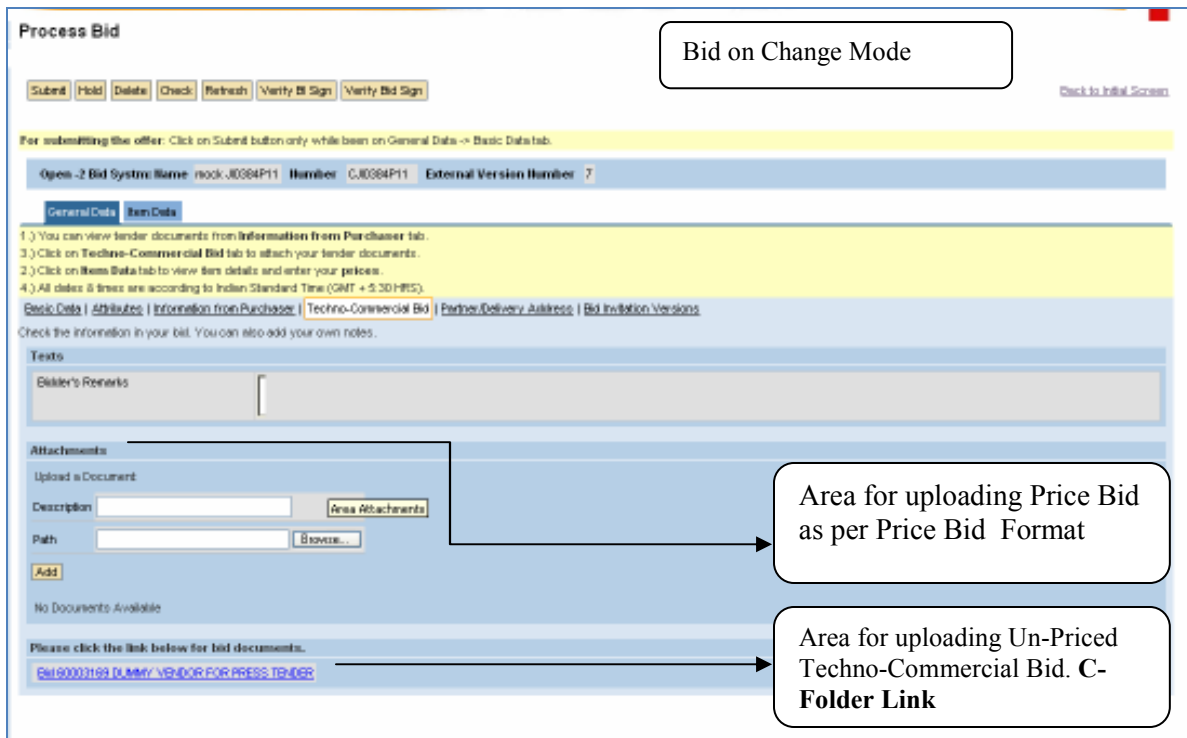 Process Bid
Bid on Change Mode
Submit Hold Delete Check Refresh Verify BI Sign Verify Bid Sign
Back to Initial Screen
For submitting the offer: Click on Submit button only while been on General Data -> Basic Data tab.
Open -2 Bid Systm: Name mock JI0384P11 Number CJI0384P11 External Version Number 7
General Data Item Data
1.) You can view tender documents from Information from Purchaser tab.
3.) Click on Techno-Commercial Bid tab to attach your tender documents.
2.) Click on Item Data tab to view item details and enter your prices.
4.) All dates & times are according to Indian Standard Time (GMT + 5:30 HRS).
Basic Data | Attributes | Information from Purchaser | Techno-Commercial Bid | Partner/Delivery Address | Bid Invitation Versions
Check the information in your bid. You can also add your own notes.
Texts
Bidder's Remarks
Attachments
Upload a Document
Description
Area Attachments
Path
Browse...
Add
No Documents Available
Area for uploading Price Bid
as per Price Bid Format
Please click the link below for bid documents.
Bid 60003169 DUMMY VENDOR FOR PRESS TENDER
Area for uploading Un-Priced
Techno-Commercial Bid. C-
Folder Link